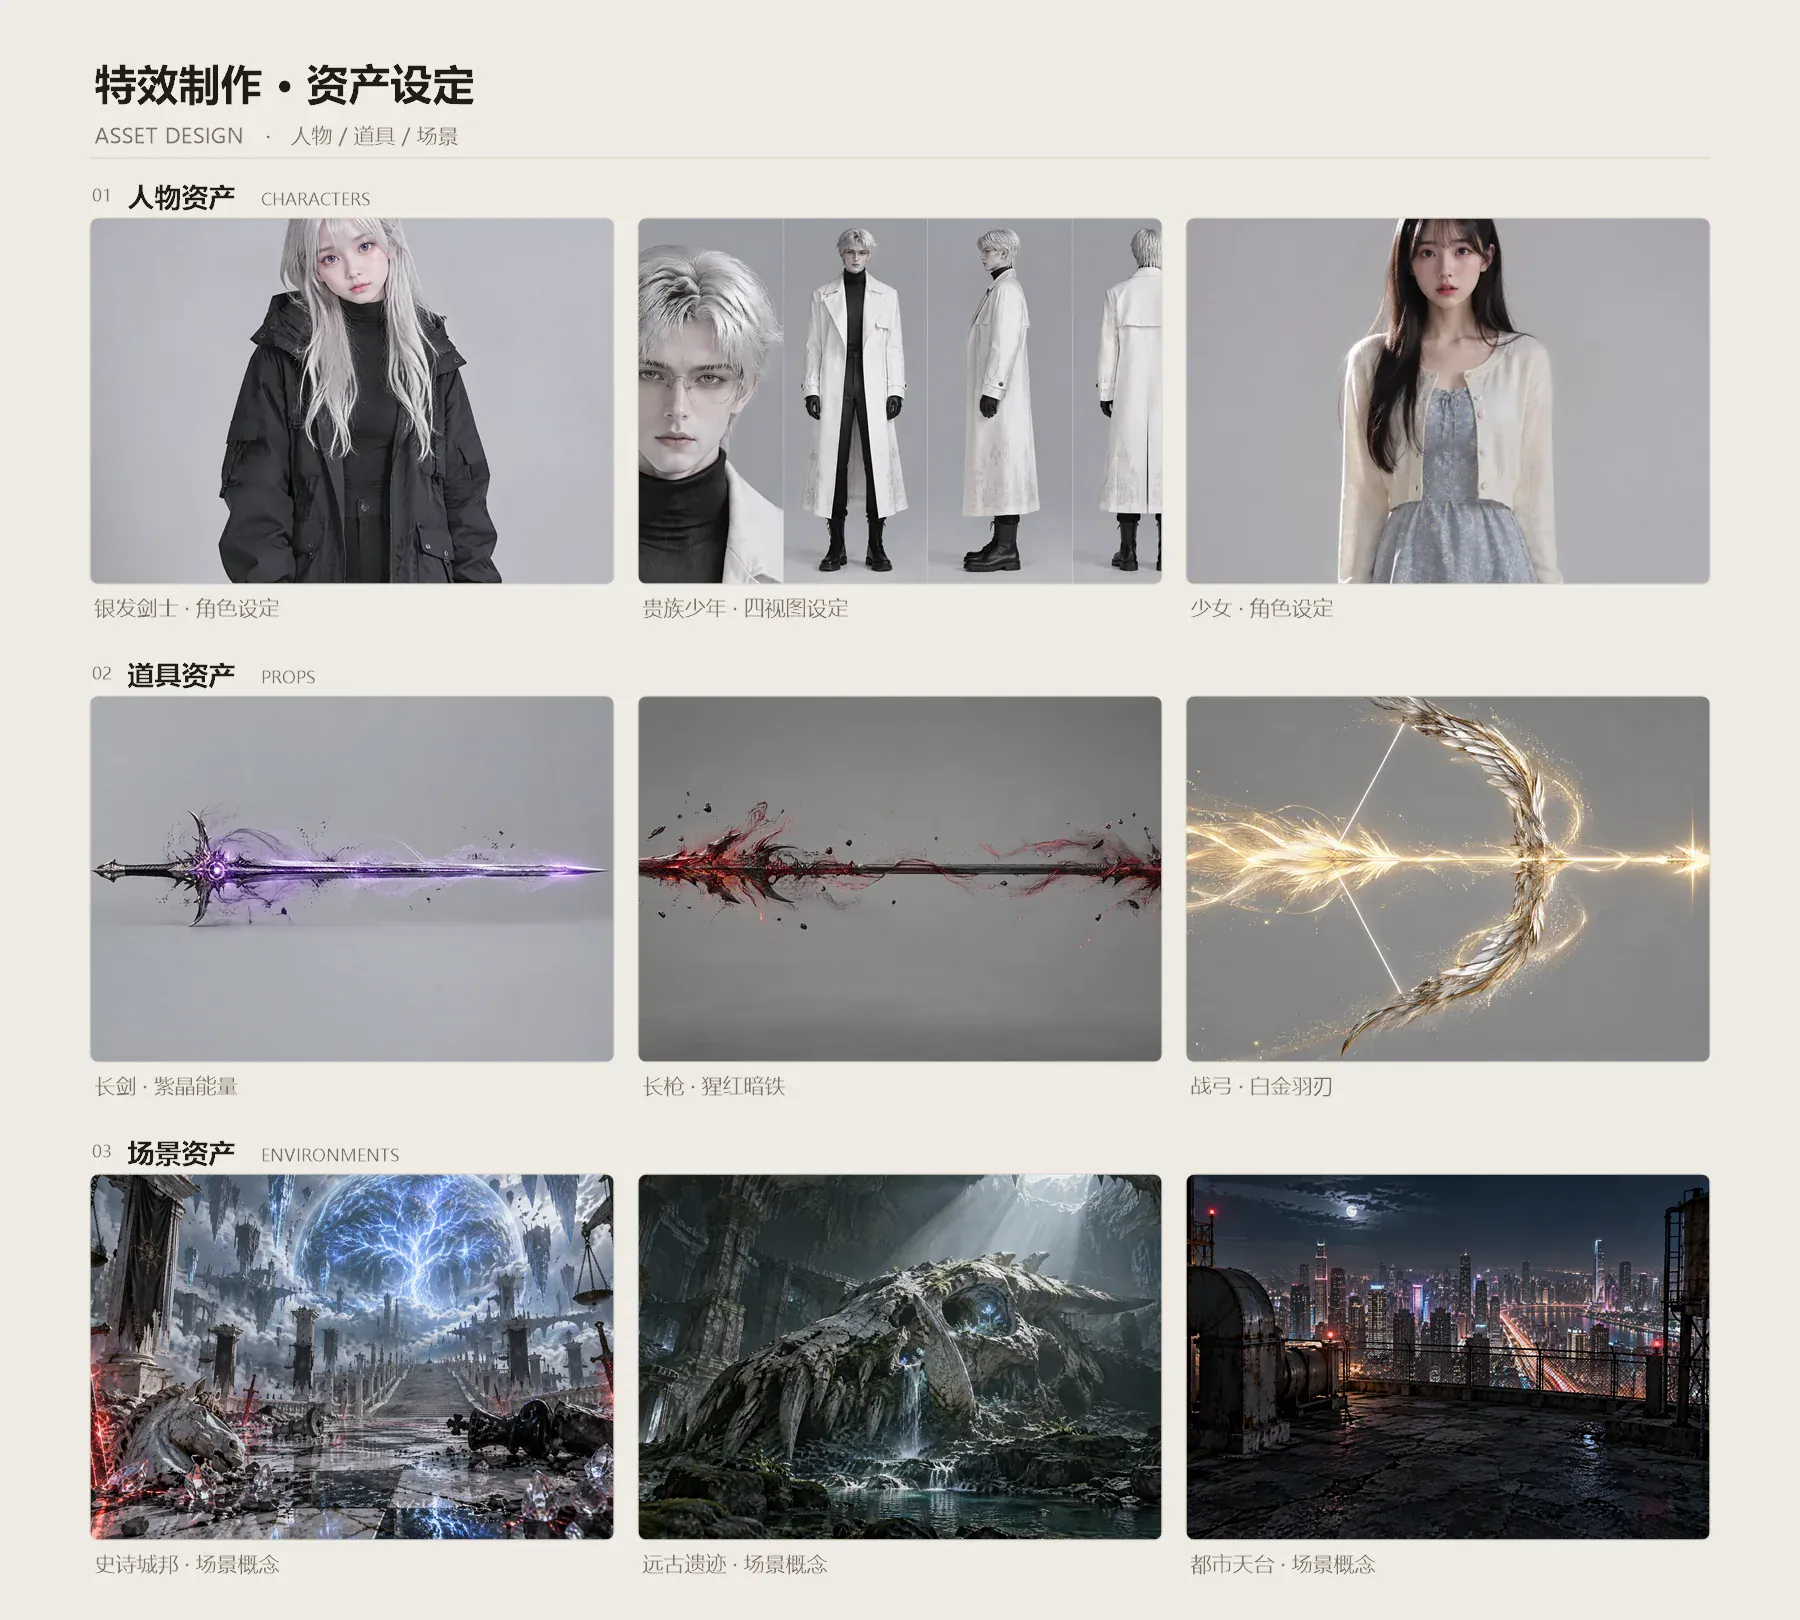 特效制作 · 资产设定
ASSET DESIGN · 人物 / 道具 / 场景
01 人物资产 CHARACTERS
银发剑士 · 角色设定
贵族少年 · 四视图设定
少女 · 角色设定
02 道具资产 PROPS
长剑 · 紫晶能量
长枪 · 猩红暗铁
战弓 · 白金羽刃
03 场景资产 ENVIRONMENTS
史诗城邦 · 场景概念
远古遗迹 · 场景概念
都市天台 · 场景概念